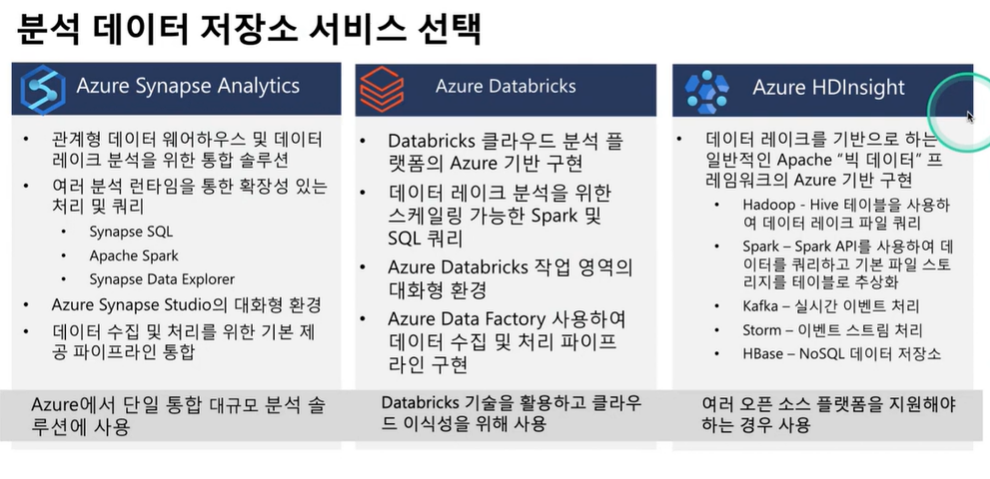 분석 데이터 저장소 서비스 선택
Azure Synapse Analytics
• 관계형 데이터 웨어하우스 및 데이터
레이크 분석을 위한 통합 솔루션
• 여러 분석 런타임을 통한 확장성 있는
처리 및 쿼리
• Synapse SQL
• Apache Spark
• Synapse Data Explorer
• Azure Synapse Studio의 대화형 환경
• 데이터 수집 및 처리를 위한 기본 제
공 파이프라인 통합
Azure에서 단일 통합 대규모 분석 솔
루션에 사용
Azure Databricks
• Databricks 클라우드 분석 플
랫폼의 Azure 기반 구현
• 데이터 레이크 분석을 위한
스케일링 가능한 Spark 및
SQL 쿼리
• Azure Databricks 작업 영역의
대화형 환경
• Azure Data Factory 사용하여
데이터 수집 및 처리 파이프
라인 구현
Databricks 기술을 활용하고 클라우
드 이식성을 위해 사용
Azure HDInsight
• 데이터 레이크를 기반으로 하는
일반적인 Apache “빅 데이터” 프
레임워크의 Azure 기반 구현
• Hadoop - Hive 테이블을 사용하
여 데이터 레이크 파일 쿼리
• Spark – Spark API를 사용하여 데
이터를 쿼리하고 기본 파일 스토
리지를 테이블로 추상화
• Kafka – 실시간 이벤트 처리
• Storm – 이벤트 스트림 처리
• HBase – NoSQL 데이터 저장소
여러 오픈 소스 플랫폼을 지원해야
하는 경우 사용